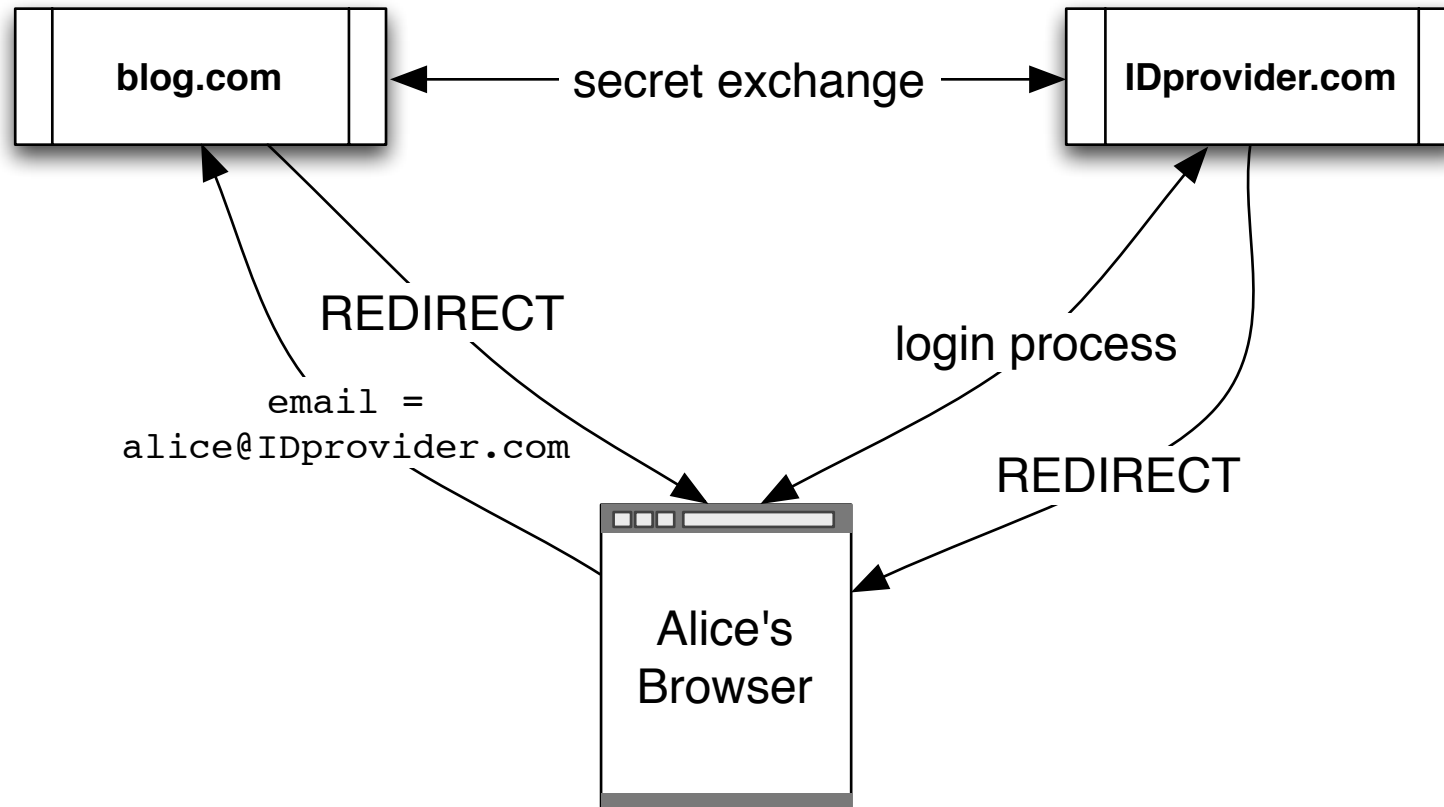 blog.com
secret exchange
IDprovider.com
REDIRECT
login process
email =
alice@IDprovider.com
REDIRECT
Alice's
Browser